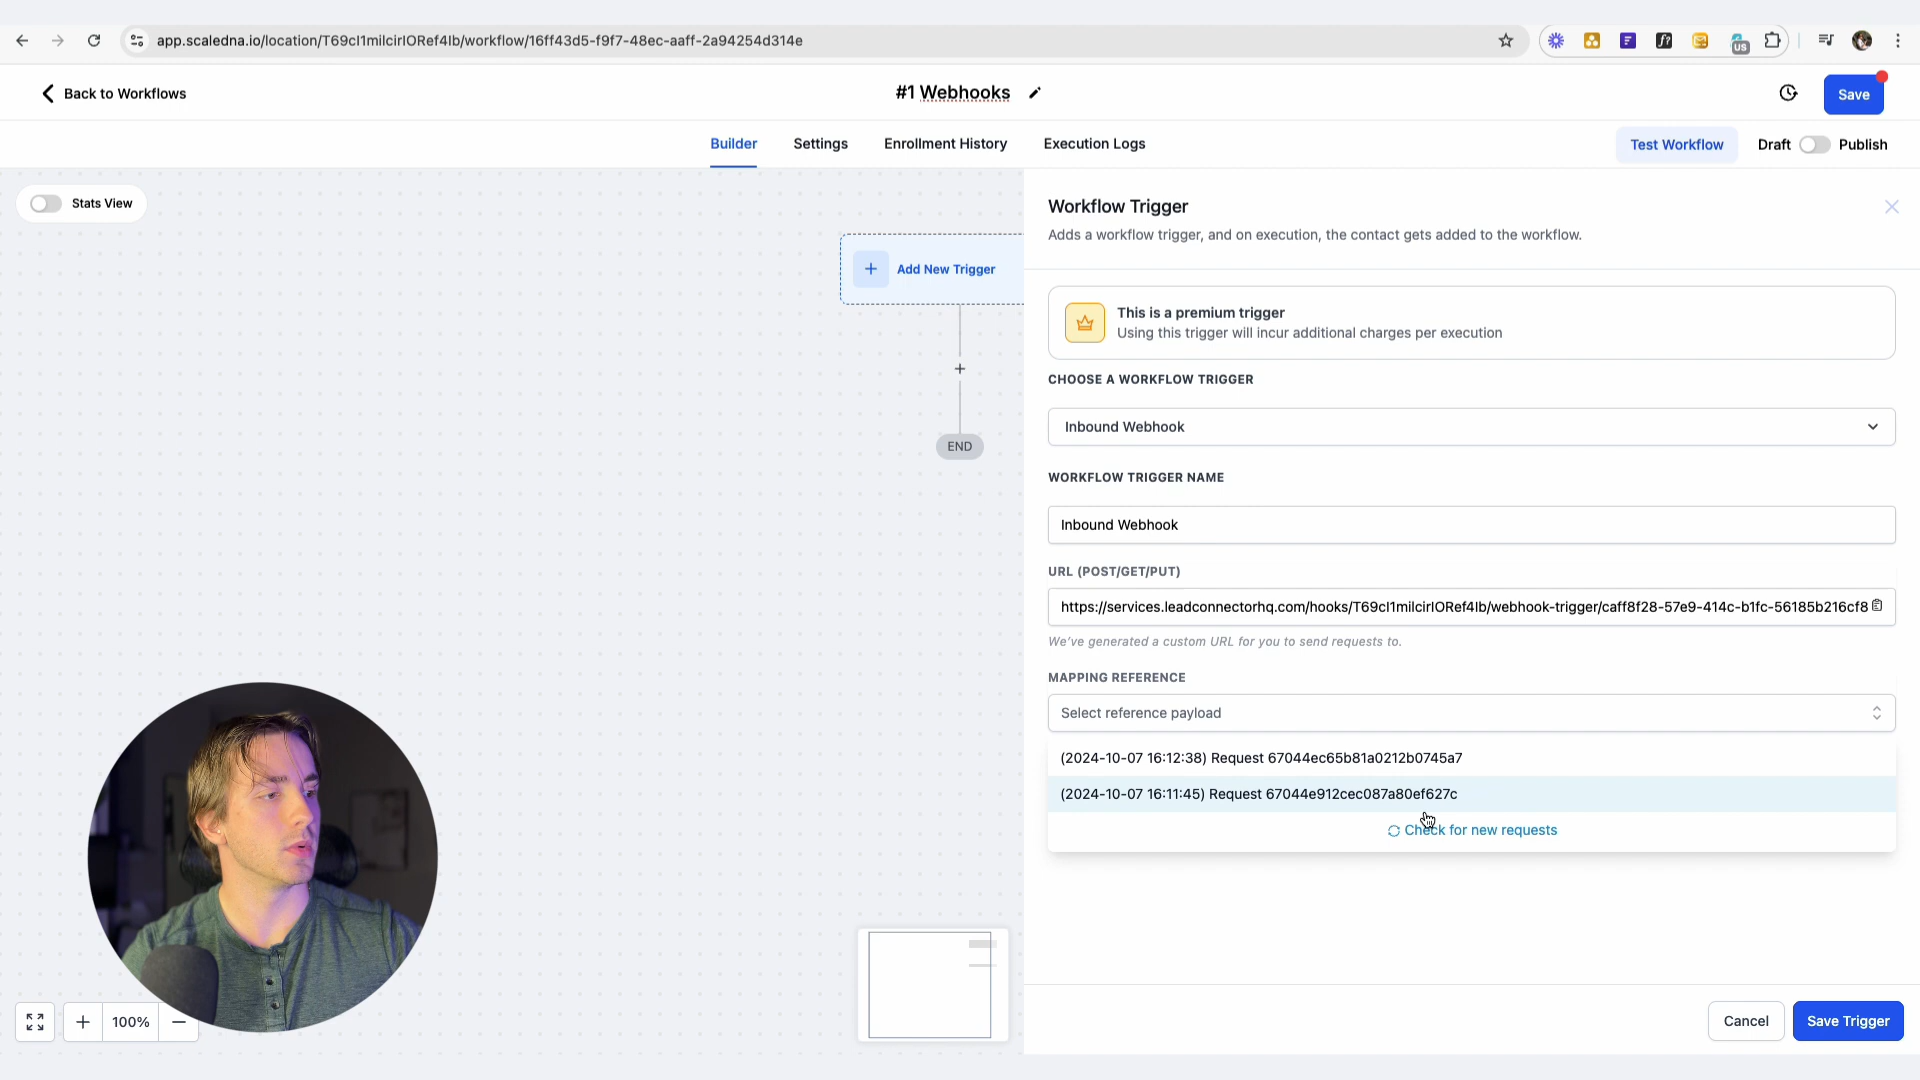 app.scaledna.io/location/T69cI1milcirIORef4Ib/workflow/16ff43d5-f9f7-48ec-aaff-2a94254d314e
US
Back to Workflows
#1 Webhooks
Save
Builder
Settings
Enrollment History
Execution Logs
Test Workflow
Draft
Publish
Stats View
Workflow Trigger
Adds a workflow trigger, and on execution, the contact gets added to the workflow.
Add New Trigger
This is a premium trigger
Using this trigger will incur additional charges per execution
CHOOSE A WORKFLOW TRIGGER
Inbound Webhook
END
WORKFLOW TRIGGER NAME
Inbound Webhook
URL (POST/GET/PUT)
https://services.leadconnectorhq.com/hooks/T69cI1milcirIORef4Ib/webhook-trigger/caff8f28-57e9-414c-b1fc-56185b216cf8
We've generated a custom URL for you to send requests to.
MAPPING REFERENCE
Select reference payload
(2024-10-07 16:12:38) Request 67044ec65b81a0212b0745a7
(2024-10-07 16:11:45) Request 67044e912cec087a80ef627c
Check for new requests
100%
Cancel
Save Trigger